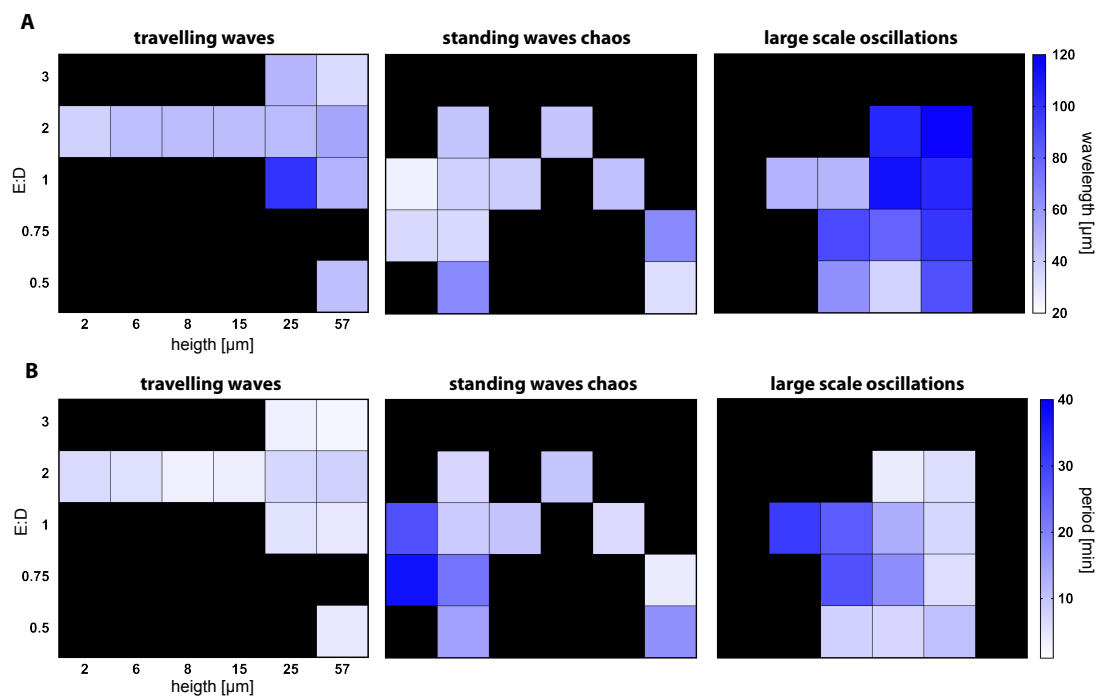 A
travelling waves
standing waves chaos
large scale oscillations
3
2
1
0.75
0.5
E:D
2 6 8 15 25 57
heigth [µm]
120
100
80
60
40
20
wavelength [µm]
B
travelling waves
standing waves chaos
large scale oscillations
3
2
1
0.75
0.5
E:D
2 6 8 15 25 57
heigth [µm]
40
30
20
10
period [min]